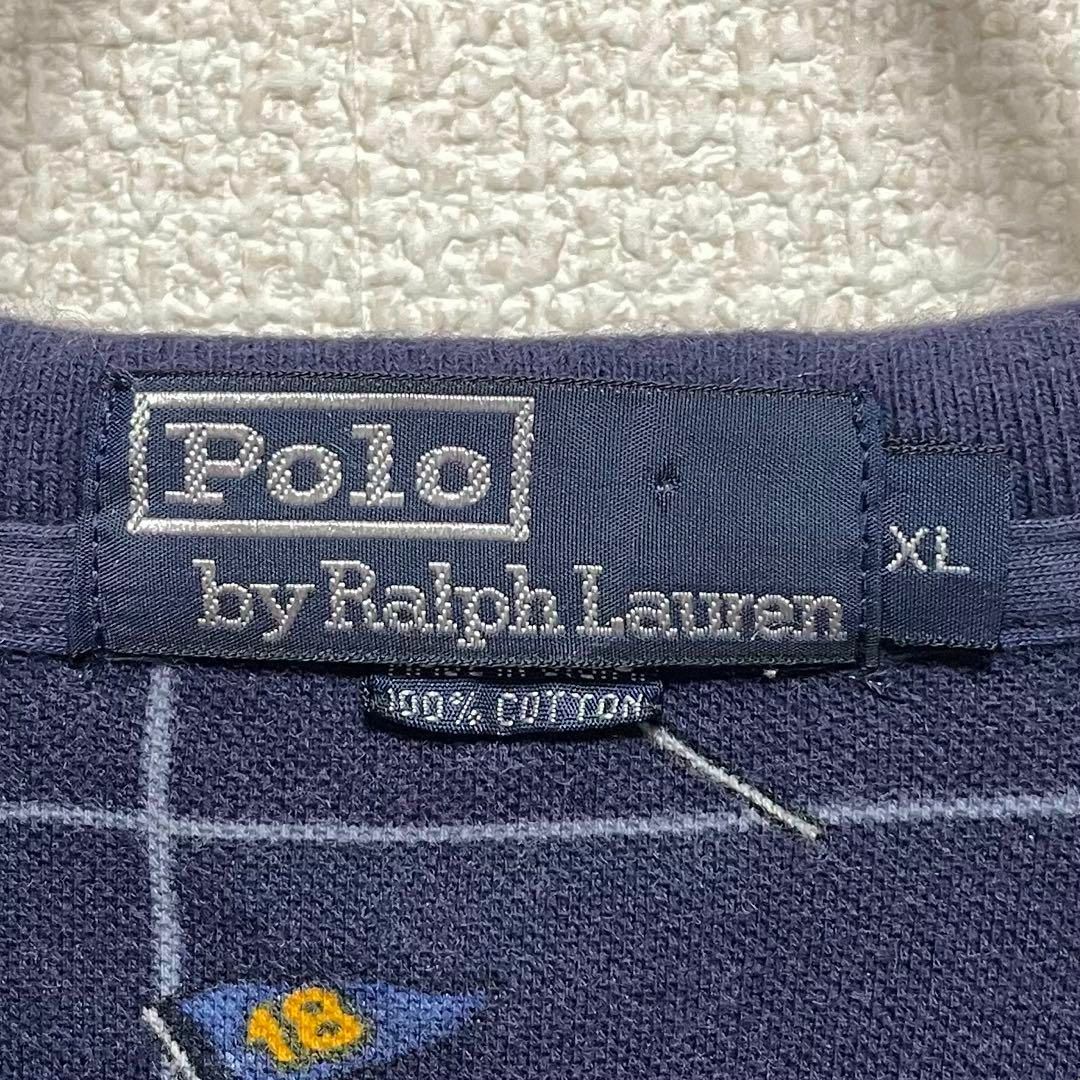 Polo
by Ralph Lauren
XL
100% COTTON
18